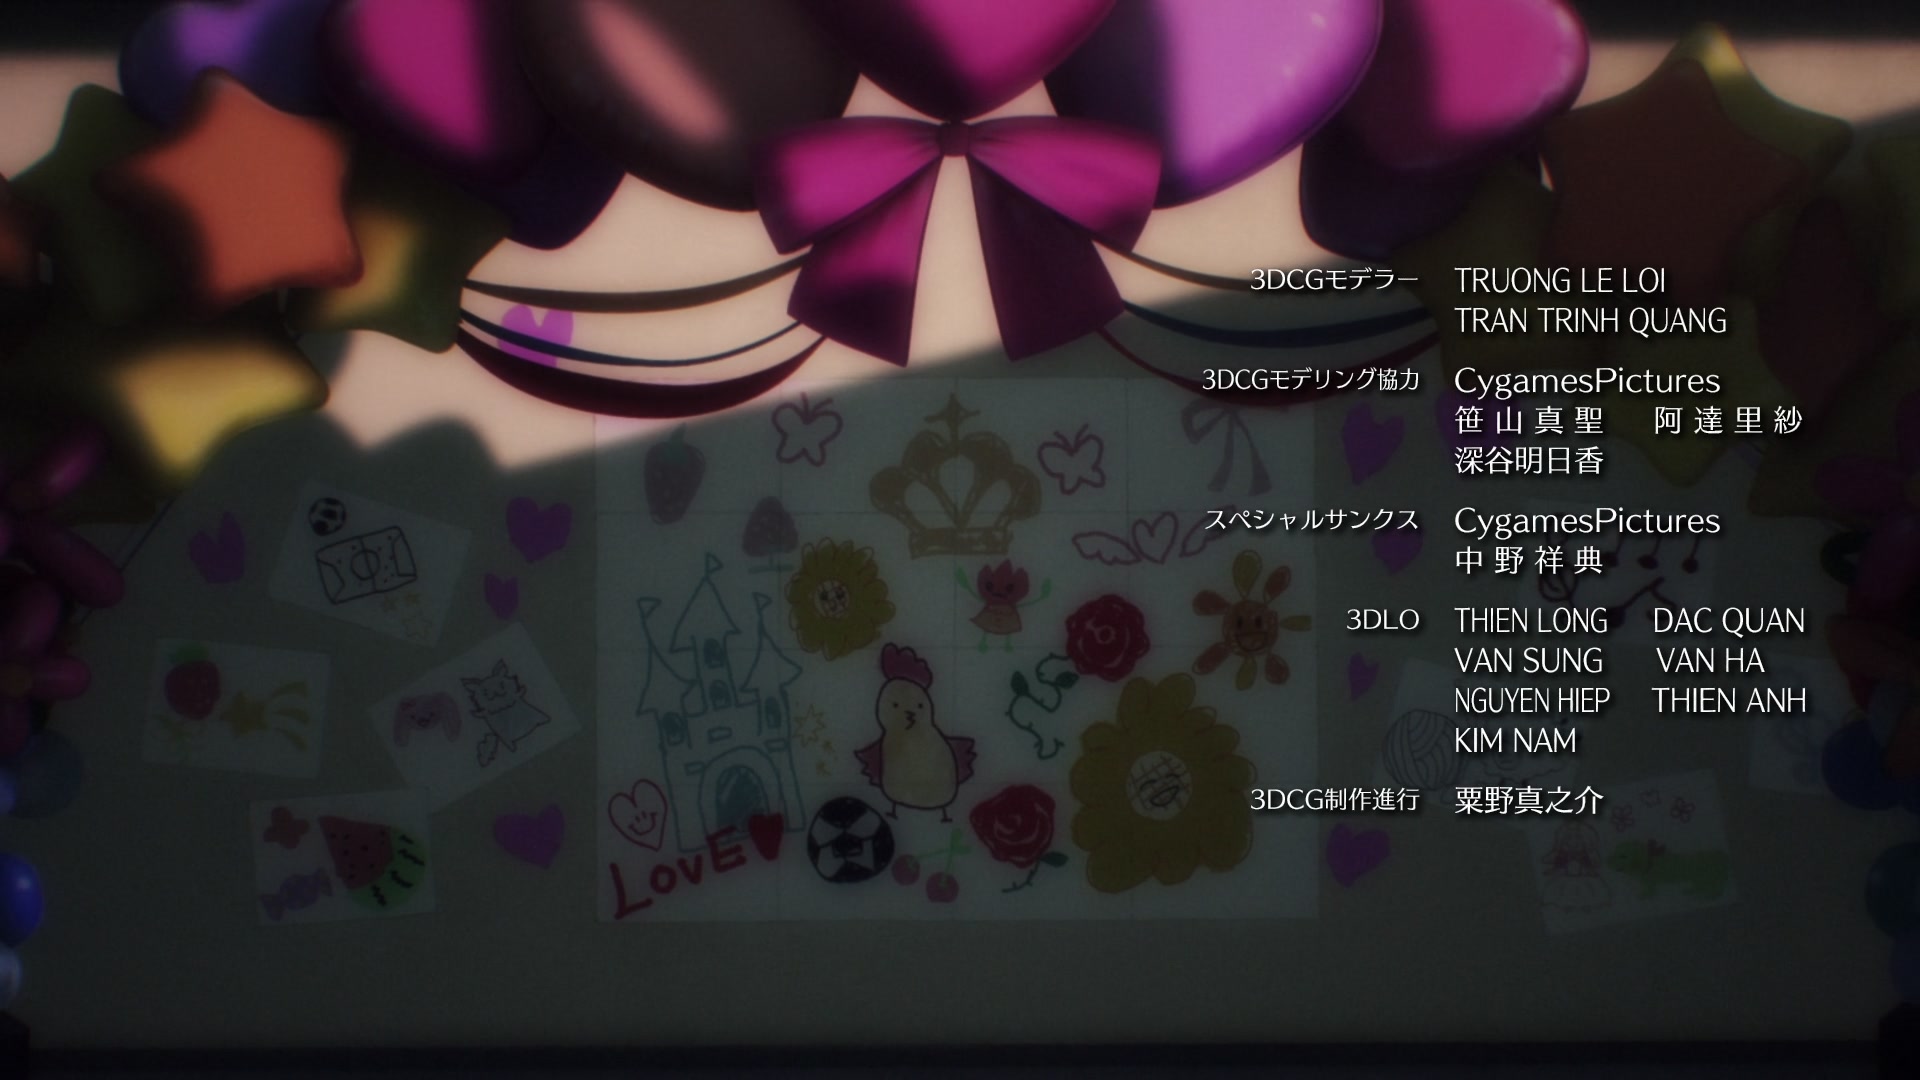 3DCGモデラー TRUONG LE LOI
TRAN TRINH QUANG
3DCGモデリング協力 CygamesPictures
笹山真聖 阿達里紗
深谷明日香
スペシャルサンクス CygamesPictures
中野祥典
3DLO THIEN LONG DAC QUAN
VAN SUNG VAN HA
NGUYEN HIEP THIEN ANH
KIM NAM
3DCG制作進行 粟野真之介
LOVE